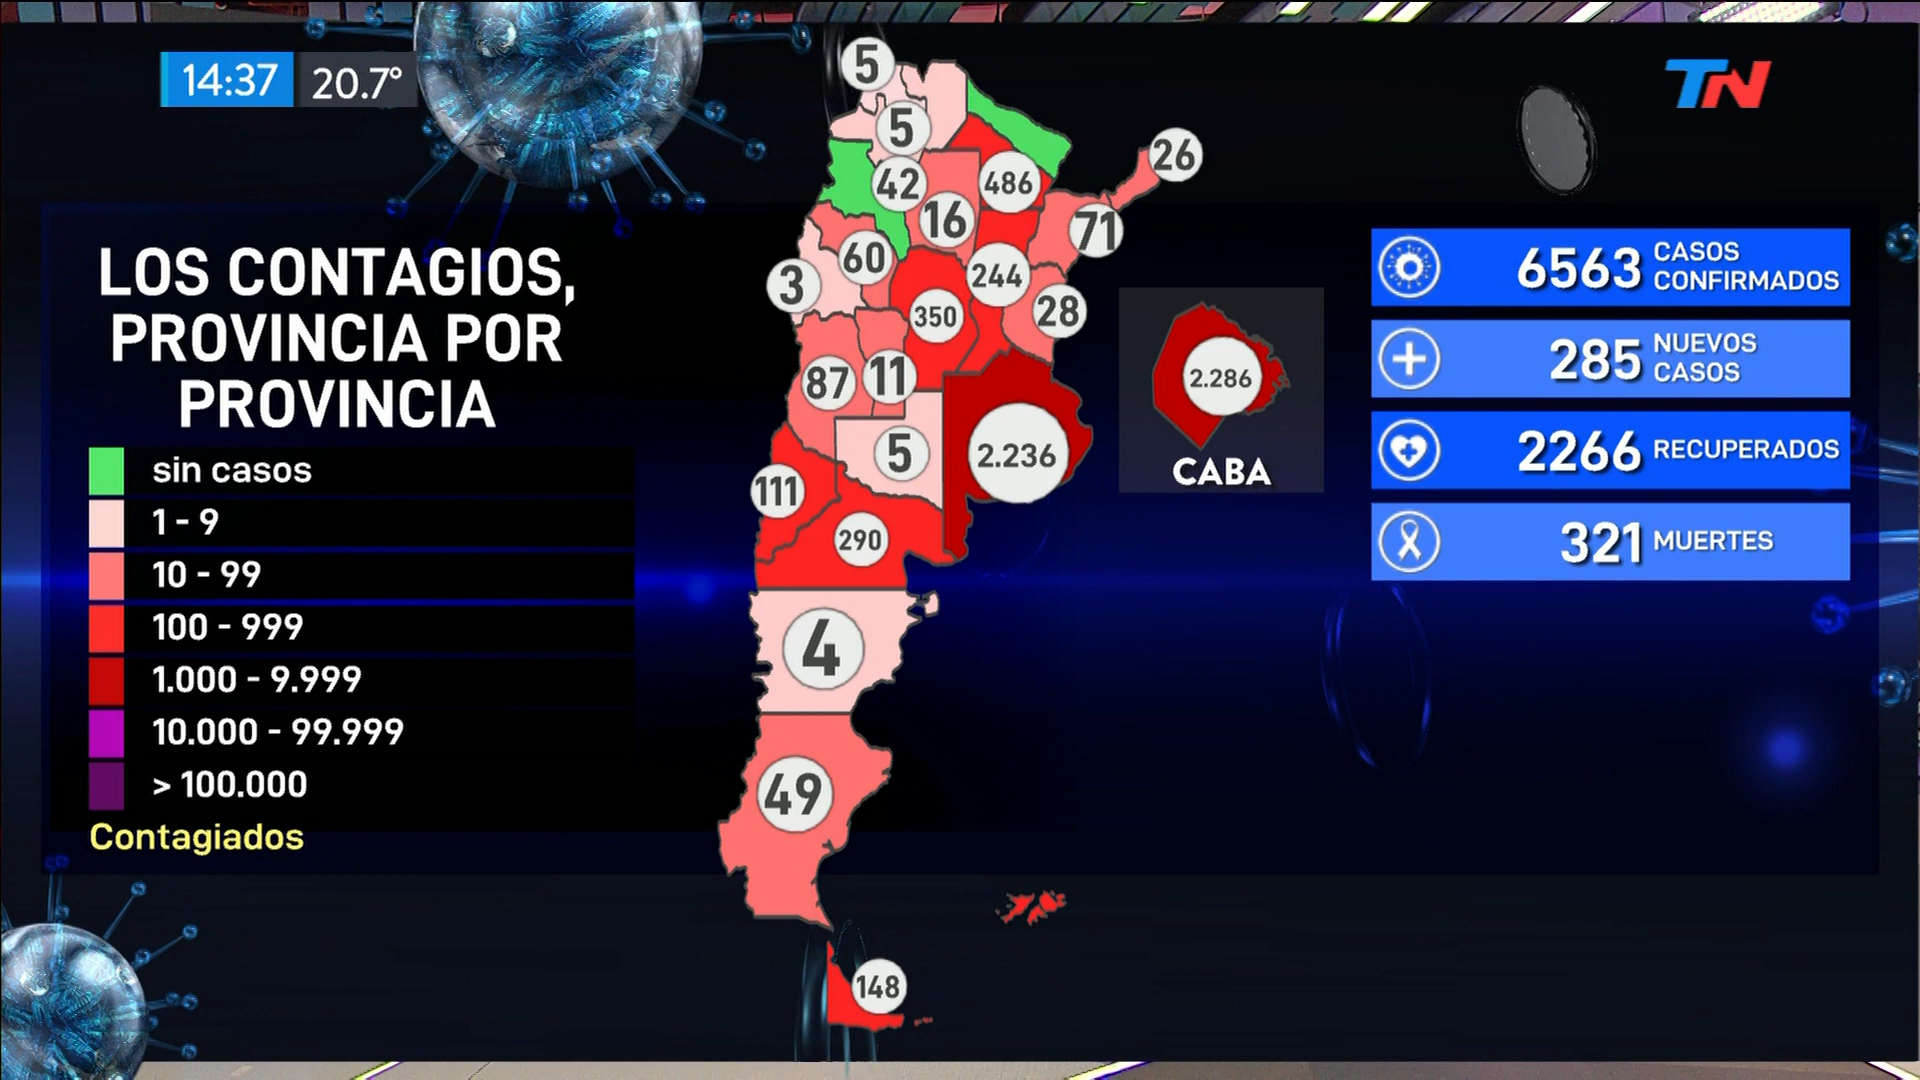 14:37 20.7°
TN
LOS CONTAGIOS,
PROVINCIA POR
PROVINCIA
sin casos
1 - 9
10 - 99
100 - 999
1.000 - 9.999
10.000 - 99.999
> 100.000
Contagiados
5
5
26
42
486
16
71
60
244
3
350
28
87
11
5
2.236
111
290
4
49
148
2.286
CABA
6563 CASOS
CONFIRMADOS
285 NUEVOS
CASOS
2266 RECUPERADOS
321 MUERTES